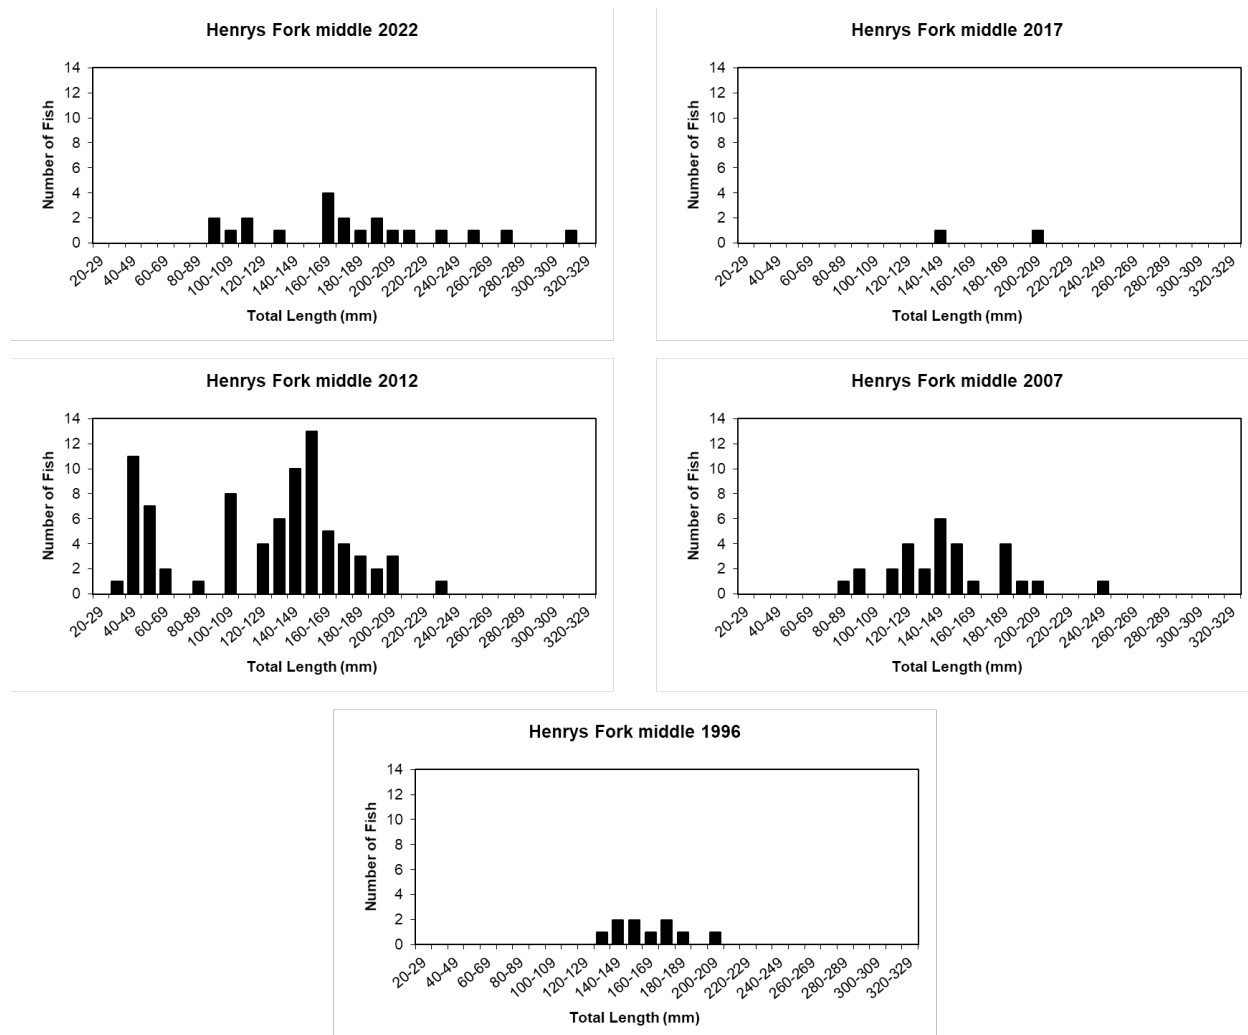 Henrys Fork middle 2022
14
12
10
8
6
4
2
0
Number of Fish
20-29 40-49 60-69 80-89 100-109 120-129 140-149 160-169 180-189 200-209 220-229 240-249 260-269 280-289 300-309 320-329
Total Length (mm)
Henrys Fork middle 2017
14
12
10
8
6
4
2
0
Number of Fish
20-29 40-49 60-69 80-89 100-109 120-129 140-149 160-169 180-189 200-209 220-229 240-249 260-269 280-289 300-309 320-329
Total Length (mm)
Henrys Fork middle 2012
14
12
10
8
6
4
2
0
Number of Fish
20-29 40-49 60-69 80-89 100-109 120-129 140-149 160-169 180-189 200-209 220-229 240-249 260-269 280-289 300-309 320-329
Total Length (mm)
Henrys Fork middle 2007
14
12
10
8
6
4
2
0
Number of Fish
20-29 40-49 60-69 80-89 100-109 120-129 140-149 160-169 180-189 200-209 220-229 240-249 260-269 280-289 300-309 320-329
Total Length (mm)
Henrys Fork middle 1996
14
12
10
8
6
4
2
0
Number of Fish
20-29 40-49 60-69 80-89 100-109 120-129 140-149 160-169 180-189 200-209 220-229 240-249 260-269 280-289 300-309 320-329
Total Length (mm)